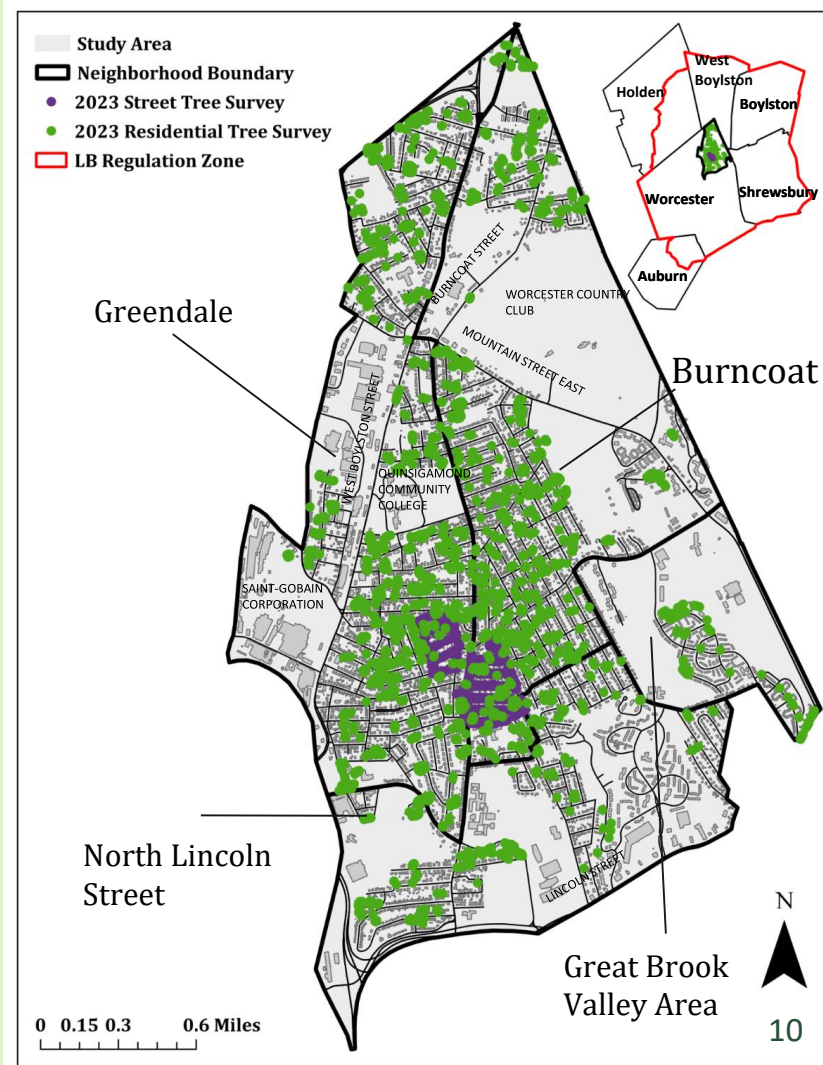 Study Area
Neighborhood Boundary
2023 Street Tree Survey
2023 Residential Tree Survey
LB Regulation Zone
West
Boylston
Holden
Boylston
Worcester
Shrewsbury
Auburn
BURNCOAT STREET
WORCESTER COUNTRY
CLUB
Greendale
MOUNTAIN STREET EAST
Burncoat
WEST BOYLSTON STREET
QUINSIGAMOND
COMMUNITY
COLLEGE
SAINT-GOBAIN
CORPORATION
North Lincoln
Street
LINCOLN STREET
N
Great Brook
Valley Area
0 0.15 0.3 0.6 Miles
10